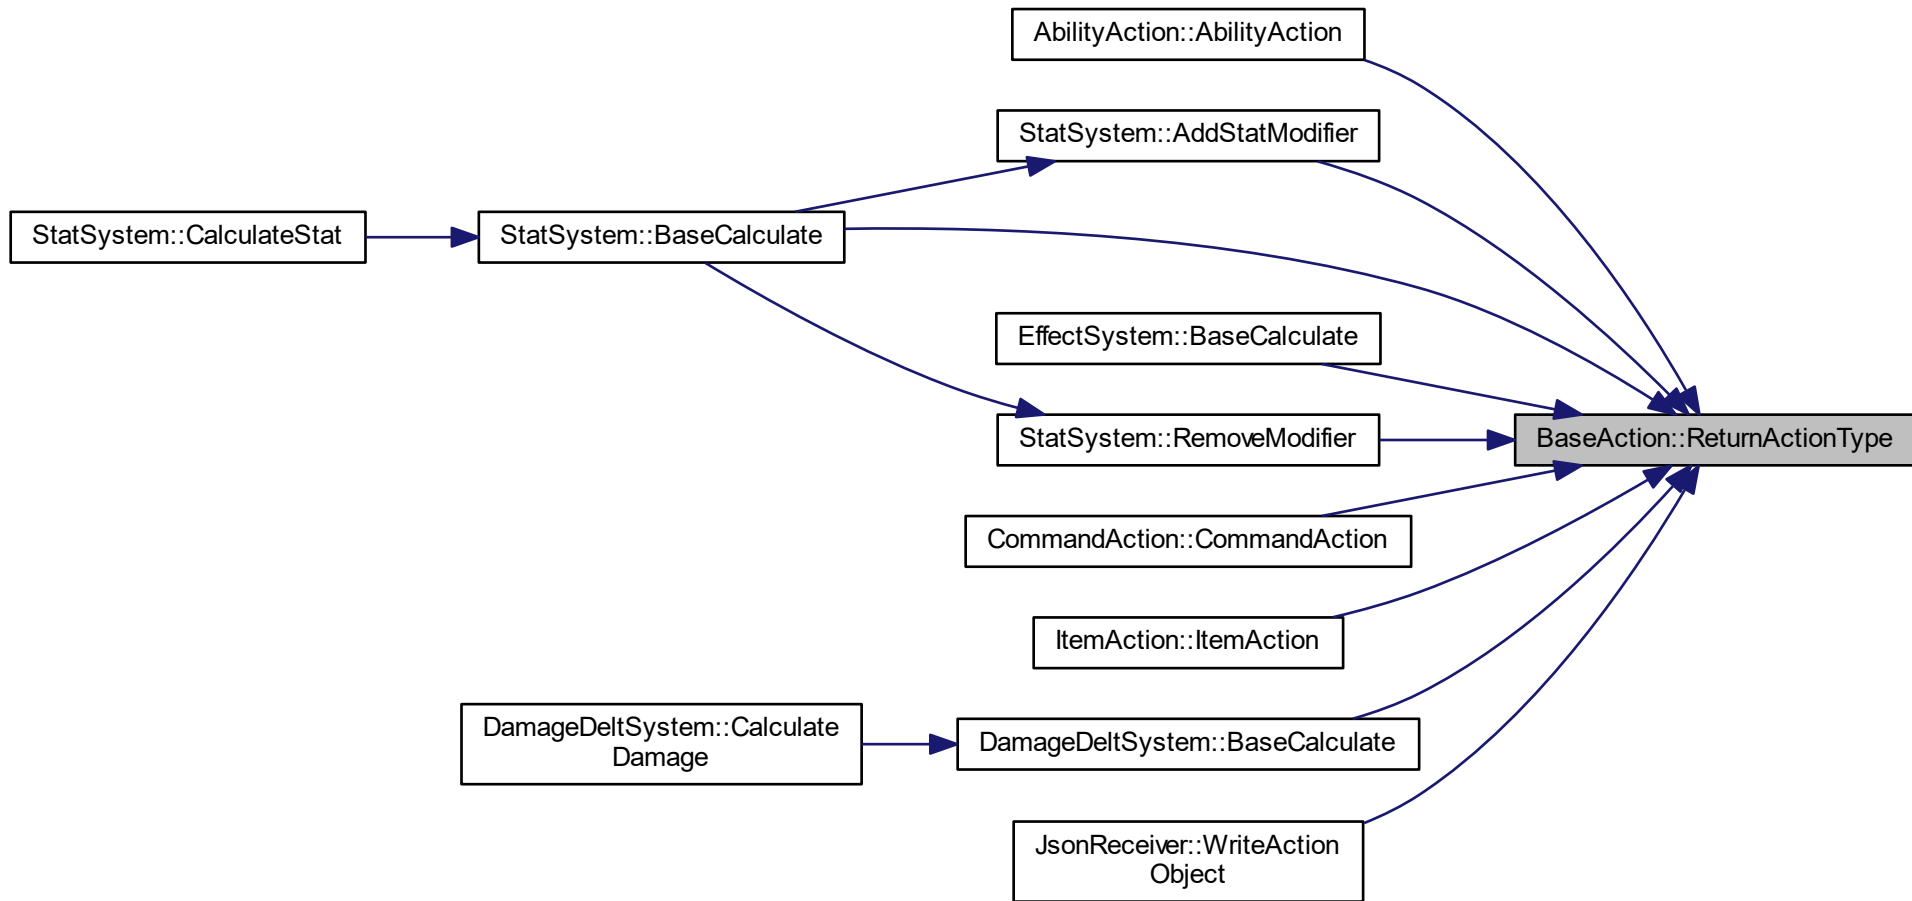 AbilityAction::AbilityAction
StatSystem::AddStatModifier
StatSystem::CalculateStat
StatSystem::BaseCalculate
EffectSystem::BaseCalculate
StatSystem::RemoveModifier
BaseAction::ReturnActionType
CommandAction::CommandAction
ItemAction::ItemAction
DamageDeltSystem::Calculate
Damage
DamageDeltSystem::BaseCalculate
JsonReceiver::WriteAction
Object